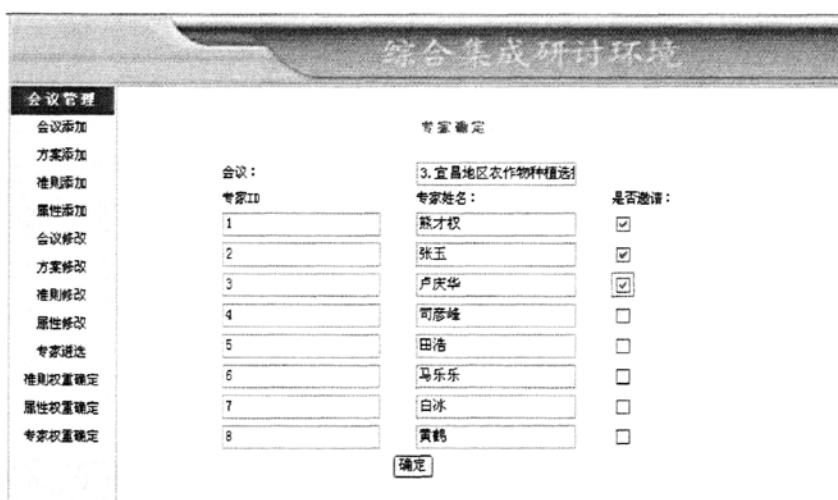 综合集成研讨环境
会议管理
会议添加
方案添加
准则添加
属性添加
会议修改
方案修改
准则修改
属性修改
专家遴选
准则权重确定
属性权重确定
专家权重确定
专家确定
会议： 3.宜昌地区农作物种植选择
专家ID 专家姓名： 是否邀请：
1 熊才权
2 张玉
3 卢庆华
4 司彦峰
5 田浩
6 马乐乐
7 白冰
8 黄鹤
确定